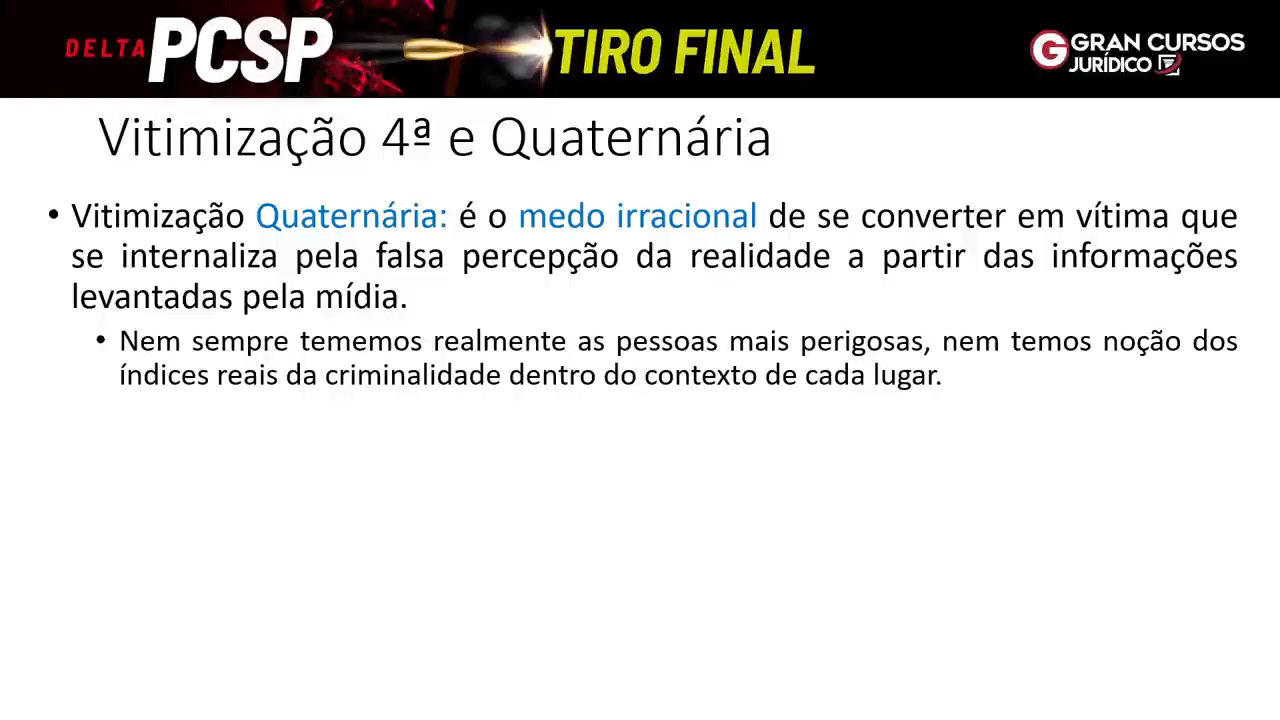 DELTA PCSP TIRO FINAL
GRAN CURSOS
JURÍDICO
Vitimização 4ª e Quaternária
• Vitimização Quaternária: é o medo irracional de se converter em vítima que
se internaliza pela falsa percepção da realidade a partir das informações
levantadas pela mídia.
• Nem sempre tememos realmente as pessoas mais perigosas, nem temos noção dos
índices reais da criminalidade dentro do contexto de cada lugar.